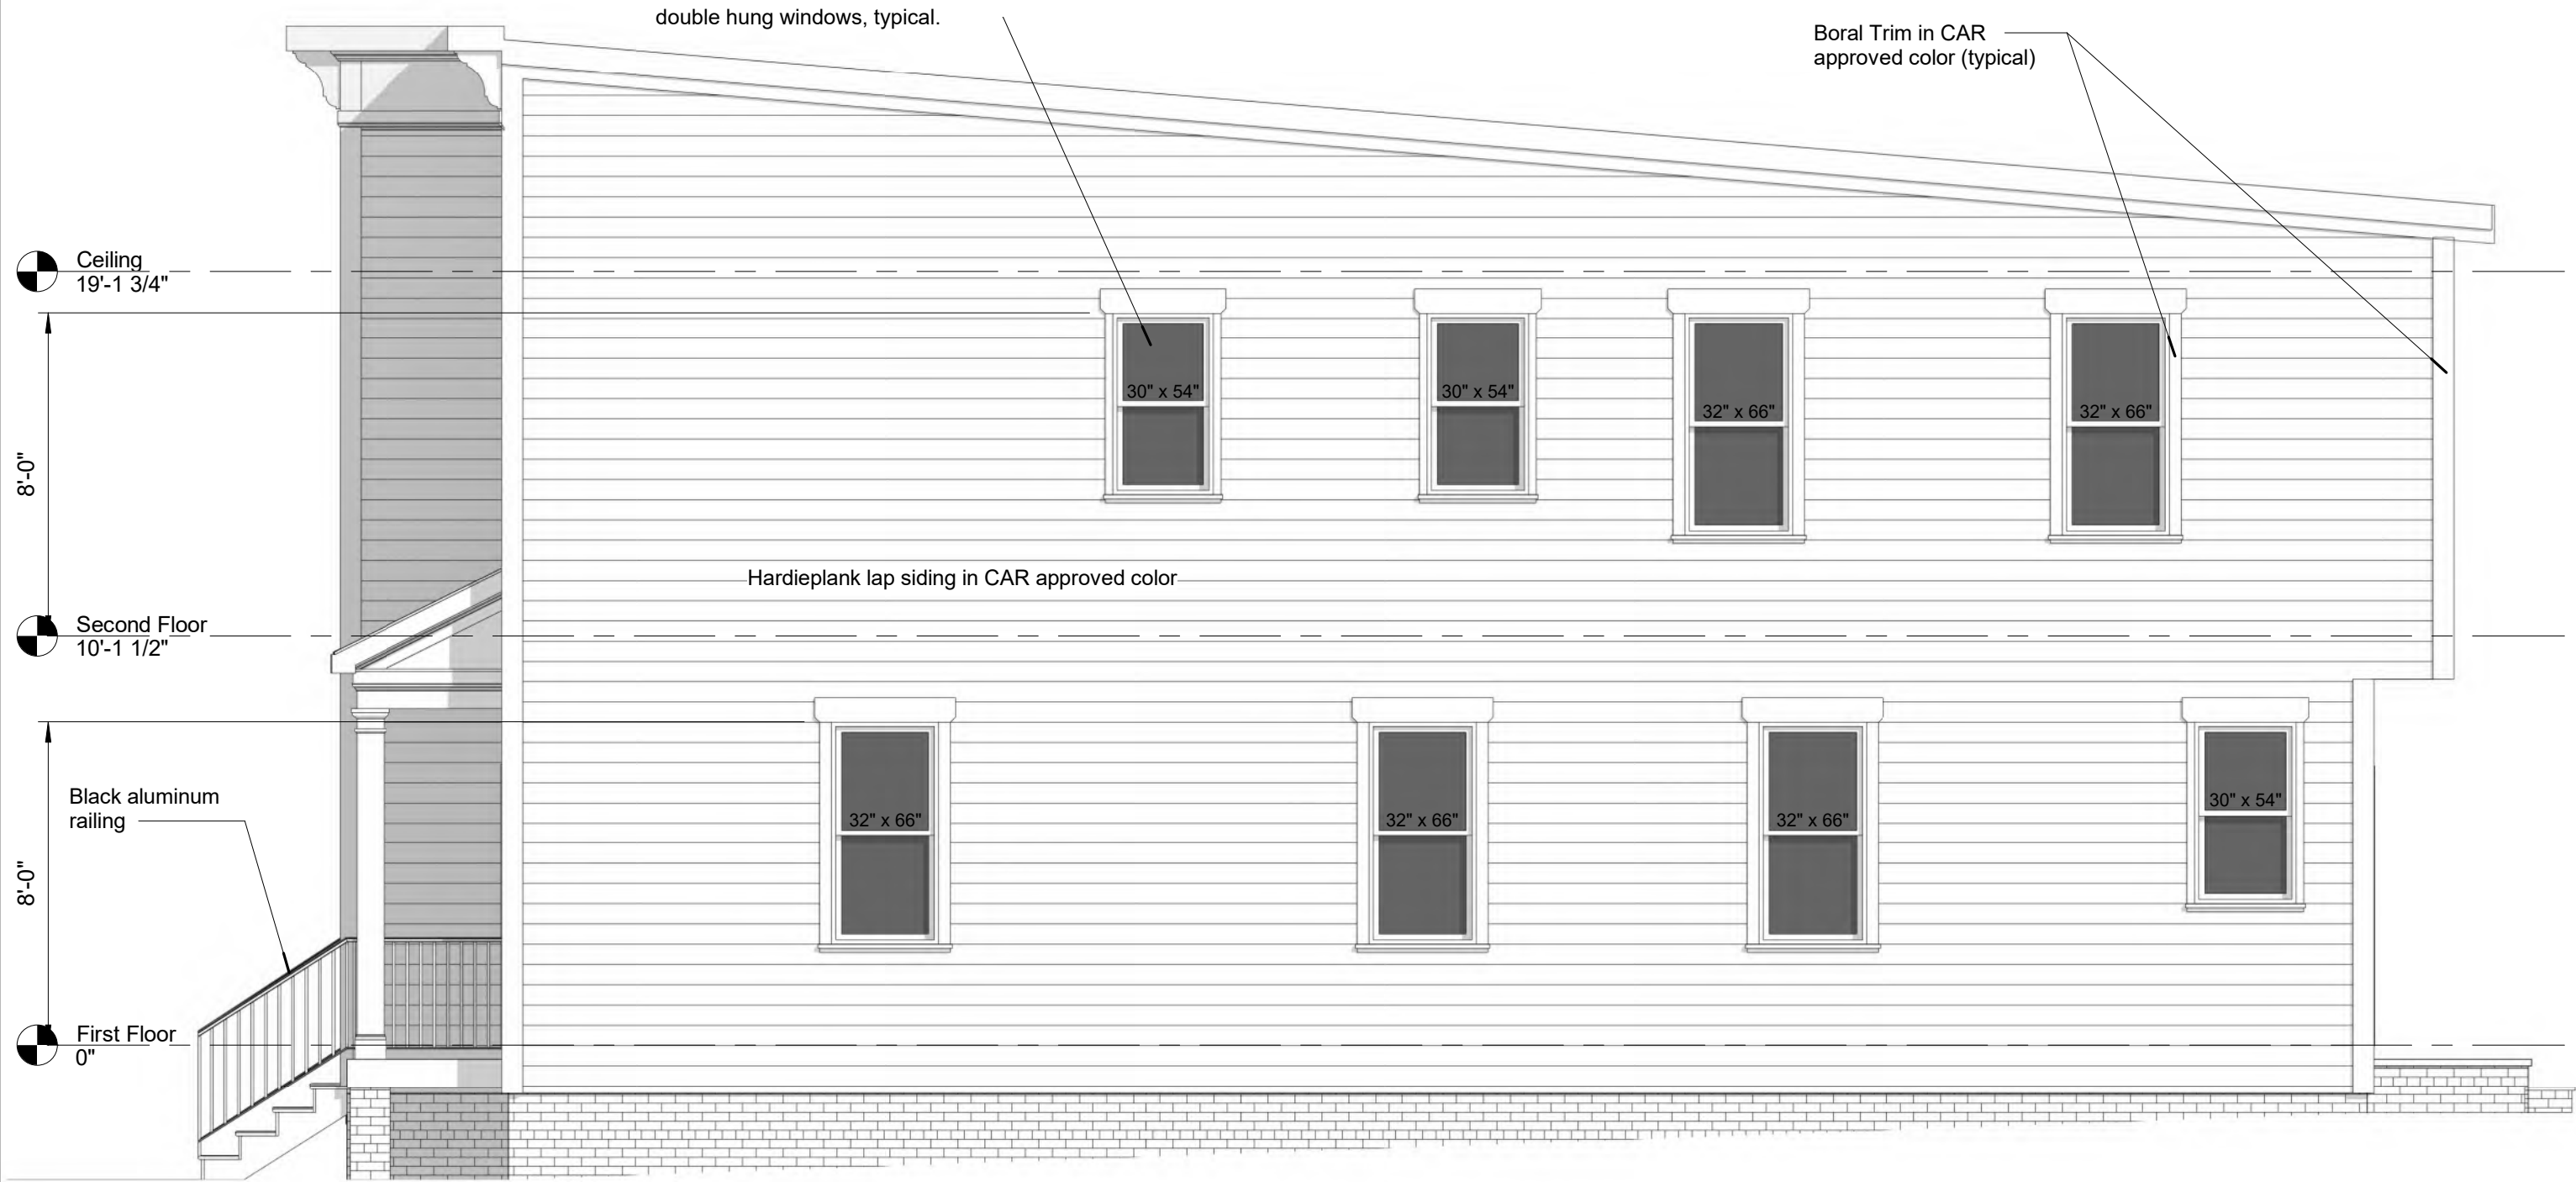 double hung windows, typical.
Boral Trim in CAR
approved color (typical)
Ceiling
19'-1 3/4"
30" x 54"
30" x 54"
32" x 66"
32" x 66"
8'-0"
Hardieplank lap siding in CAR approved color
Second Floor
10'-1 1/2"
Black aluminum
railing
32" x 66"
32" x 66"
32" x 66"
30" x 54"
8'-0"
First Floor
0"